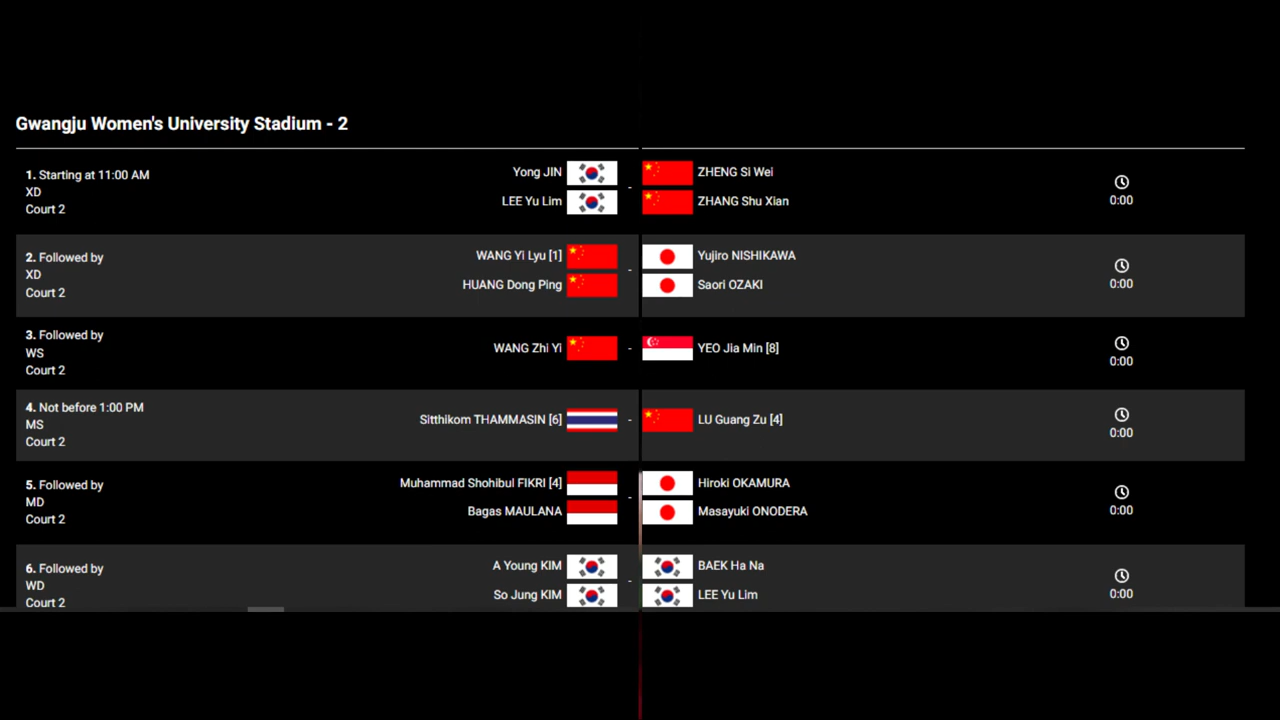 Gwangju Women's University Stadium - 2
1. Starting at 11:00 AM
XD
Court 2
Yong JIN
LEE Yu Lim
-
ZHENG Si Wei
ZHANG Shu Xian
0:00
2. Followed by
XD
Court 2
WANG Yi Lyu [1]
HUANG Dong Ping
-
Yujiro NISHIKAWA
Saori OZAKI
0:00
3. Followed by
WS
Court 2
WANG Zhi Yi
-
YEO Jia Min [8]
0:00
4. Not before 1:00 PM
MS
Court 2
Sitthikom THAMMASIN [6]
-
LU Guang Zu [4]
0:00
5. Followed by
MD
Court 2
Muhammad Shohibul FIKRI [4]
Bagas MAULANA
-
Hiroki OKAMURA
Masayuki ONODERA
0:00
6. Followed by
WD
Court 2
A Young KIM
So Jung KIM
-
BAEK Ha Na
LEE Yu Lim
0:00